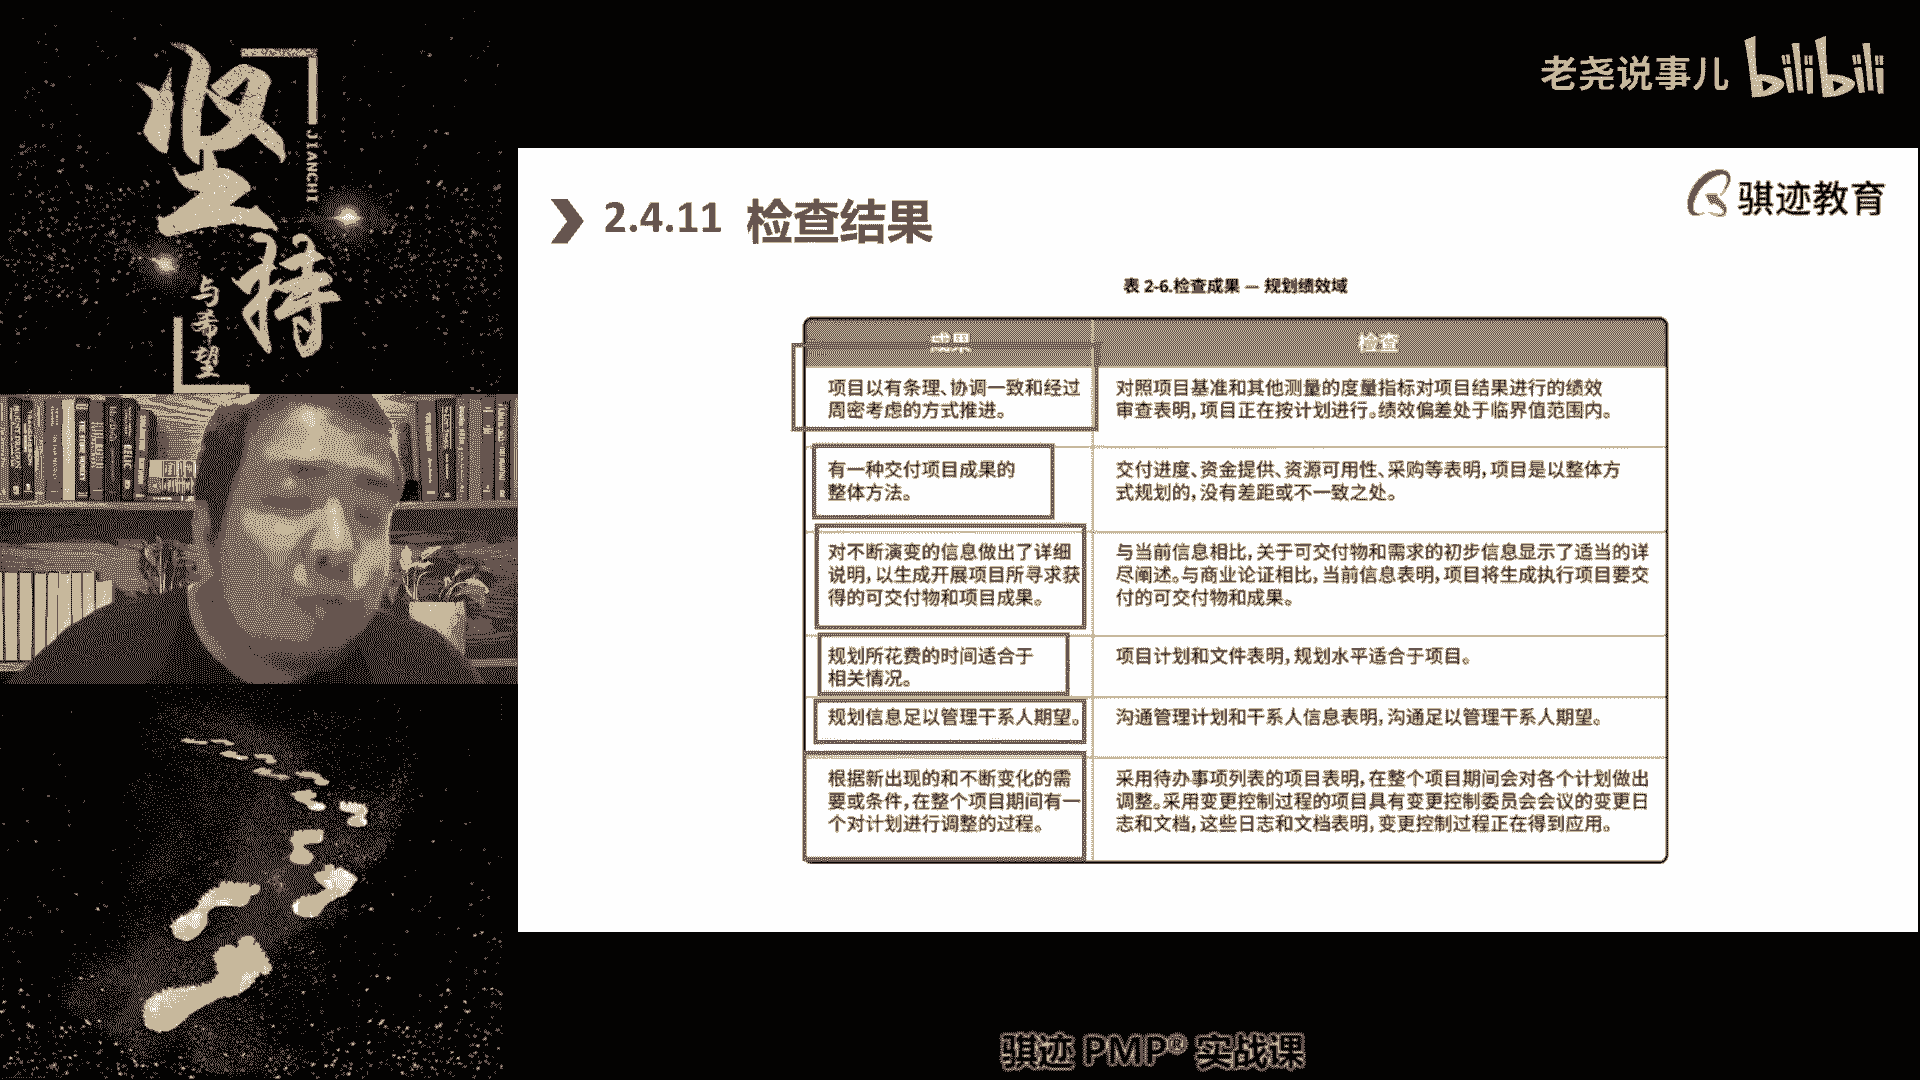 坚持
JIANCHI
与希望
老尧说事儿 bilibili
骐迹教育
2.4.11 检查结果
表 2-6.检查成果 — 规划绩效域
成果 检查
项目以有条理、协调一致和经过
周密考虑的方式推进。
对照项目基准和其他测量的度量指标对项目结果进行的绩效
审查表明,项目正在按计划进行。绩效偏差处于临界值范围内。
有一种交付项目成果的
整体方法。
交付进度、资金提供、资源可用性、采购等表明,项目是以整体方
式规划的,没有差距或不一致之处。
对不断演变的信息做出了详细
说明,以生成开展项目所寻求获
得的可交付物和项目成果。
与当前信息相比,关于可交付物和需求的初步信息显示了适当的详
尽阐述。与商业论证相比,当前信息表明,项目将生成执行项目要交
付的可交付物和成果。
规划所花费的时间适合于
相关情况。
项目计划和文件表明,规划水平适合于项目。
规划信息足以管理干系人期望。
沟通管理计划和干系人信息表明,沟通足以管理干系人期望。
根据新出现的和不断变化的需
要或条件,在整个项目期间有一
个对计划进行调整的过程。
采用待办事项列表的项目表明,在整个项目期间会对各个计划做出
调整。采用变更控制过程的项目具有变更控制委员会会议的变更日
志和文档,这些日志和文档表明,变更控制过程正在得到应用。
骐迹 PMP® 实战课